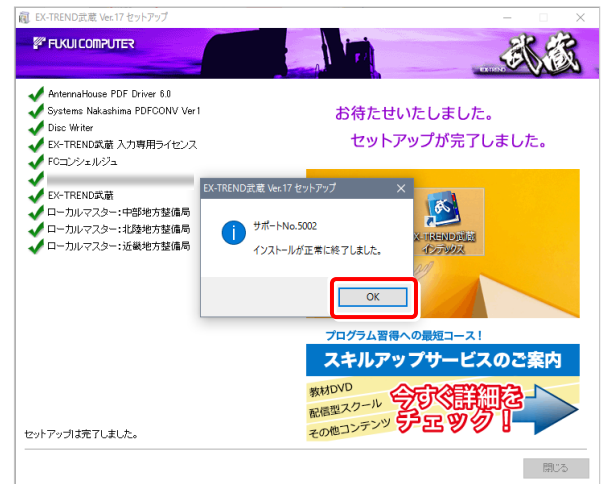 EX-TREND武蔵 Ver.17 セットアップ
FUKUI COMPUTER
EX-TREND 武蔵
AntennaHouse PDF Driver 6.0
Systems Nakashima PDFCONV Ver1
Disc Writer
EX-TREND武蔵 入力専用ライセンス
FCコンシェルジュ
EX-TREND武蔵
ローカルマスター:中部地方整備局
ローカルマスター:北陸地方整備局
ローカルマスター:近畿地方整備局
お待たせいたしました。
セットアップが完了しました。
EX-TREND武蔵 Ver.17 セットアップ
サポートNo.5002
インストールが正常に終了しました。
OK
X-TREND武蔵
インデックス
プログラム習得への最短コース!
スキルアップサービスのご案内
教材DVD
配信型スクール
その他コンテンツ
今すぐ詳細を
チェック!
セットアップは完了しました。
閉じる